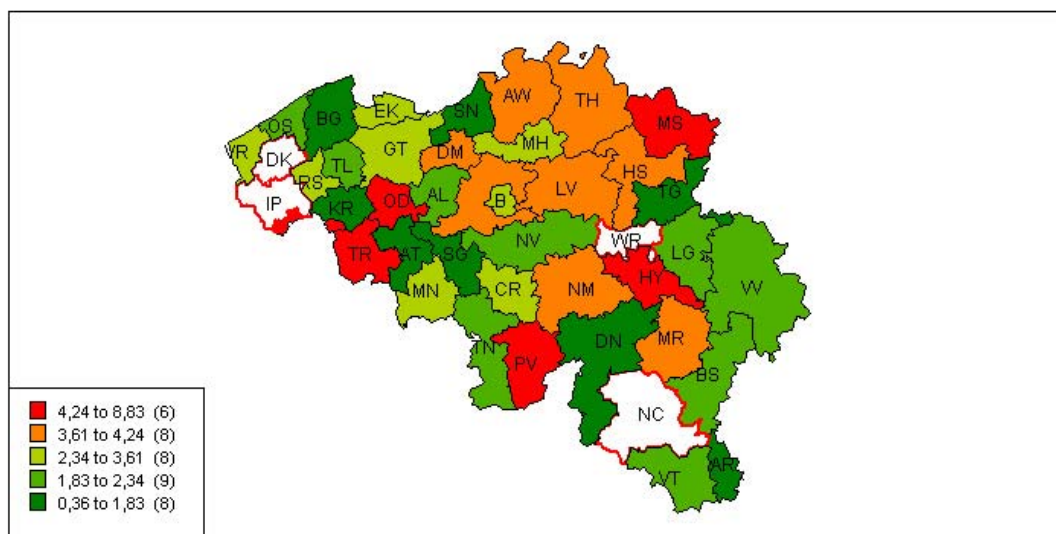 AW
TH
SN
MS
EK
BG
OS
GT
MH
VR
DK
DM
TL
HS
RS
LV
TG
IP
KR
OD
AL
B
NV
WR
TR
AT
SG
LG
HY
VV
MN
CR
NM
DN
MR
TN
PV
BS
NC
VT
AR
4,24 to 8,83 (6)
3,61 to 4,24 (8)
2,34 to 3,61 (8)
1,83 to 2,34 (9)
0,36 to 1,83 (8)